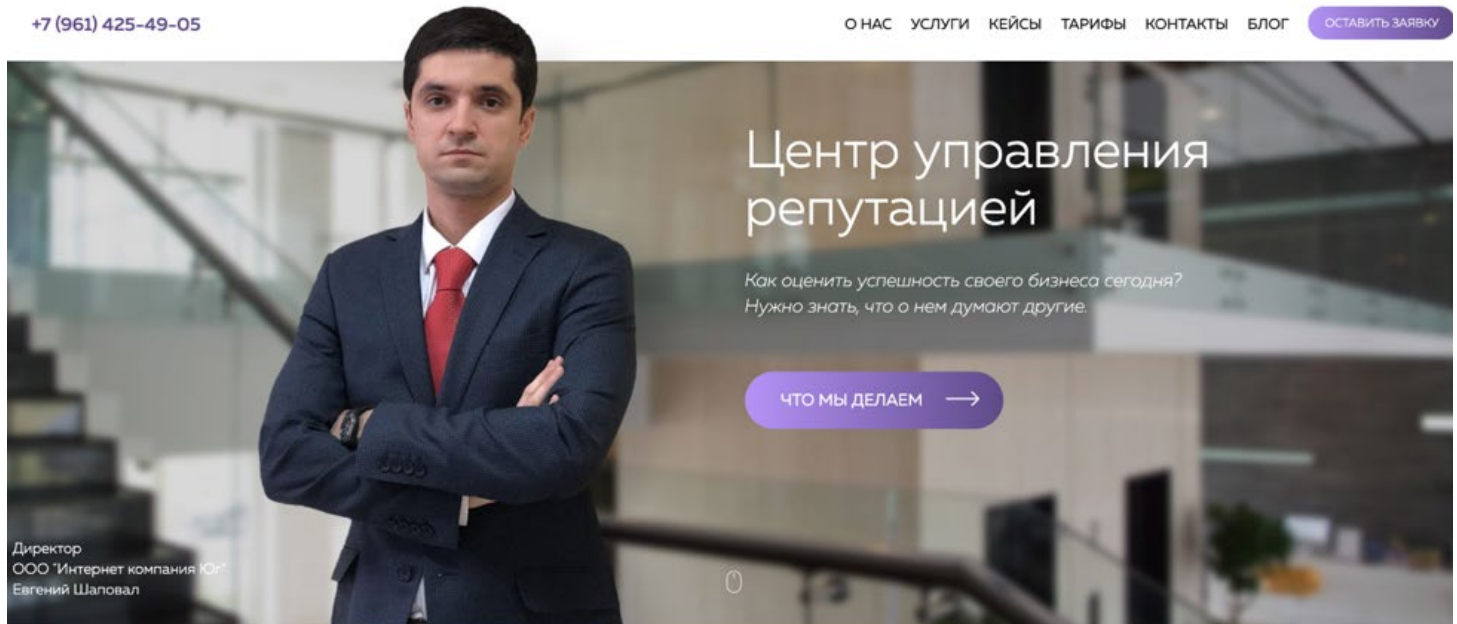 +7 (961) 425-49-05
О НАС УСЛУГИ КЕЙСЫ ТАРИФЫ КОНТАКТЫ БЛОГ ОСТАВИТЬ ЗАЯВКУ
Центр управления
репутацией
Как оценить успешность своего бизнеса сегодня?
Нужно знать, что о нем думают другие.
ЧТО МЫ ДЕЛАЕМ
Директор
ООО "Интернет компания Юг"
Евгений Шаповал